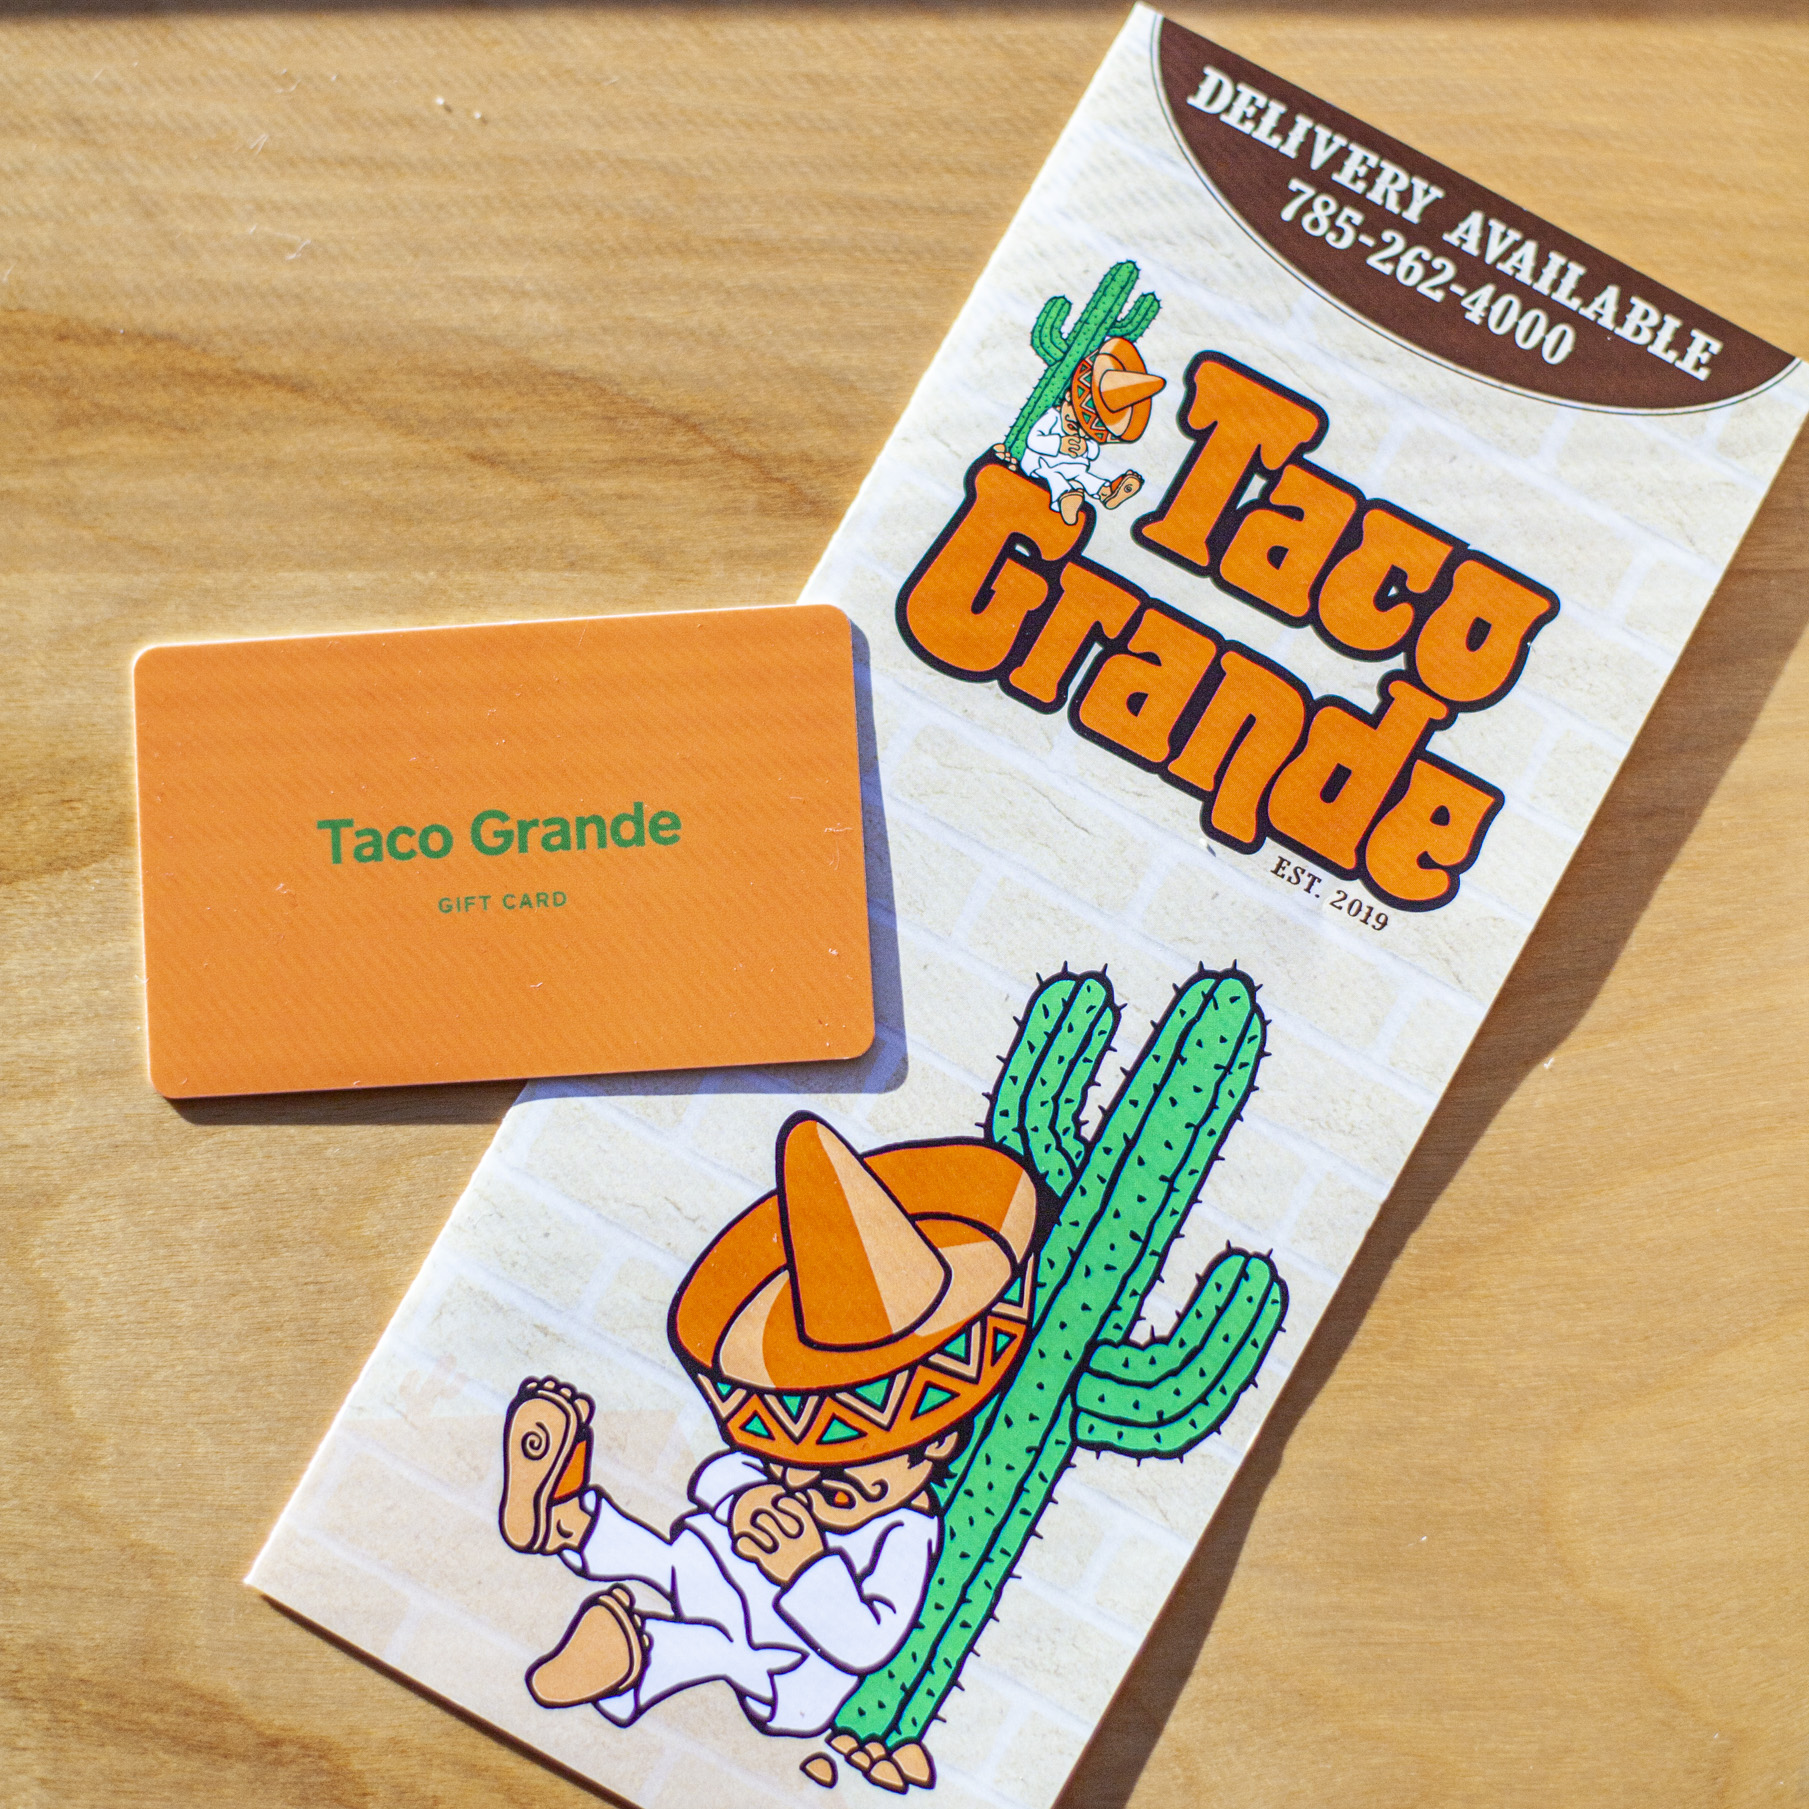 DELIVERY AVAILABLE
785-262-4000
Taco
Grande
EST. 2019
Taco Grande
GIFT CARD